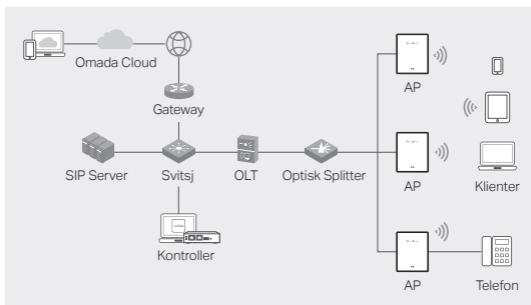 Omada Cloud
AP
Gateway
SIP Server
Svitsj
OLT
Optisk Splitter
AP
Klienter
Kontroller
AP
Telefon